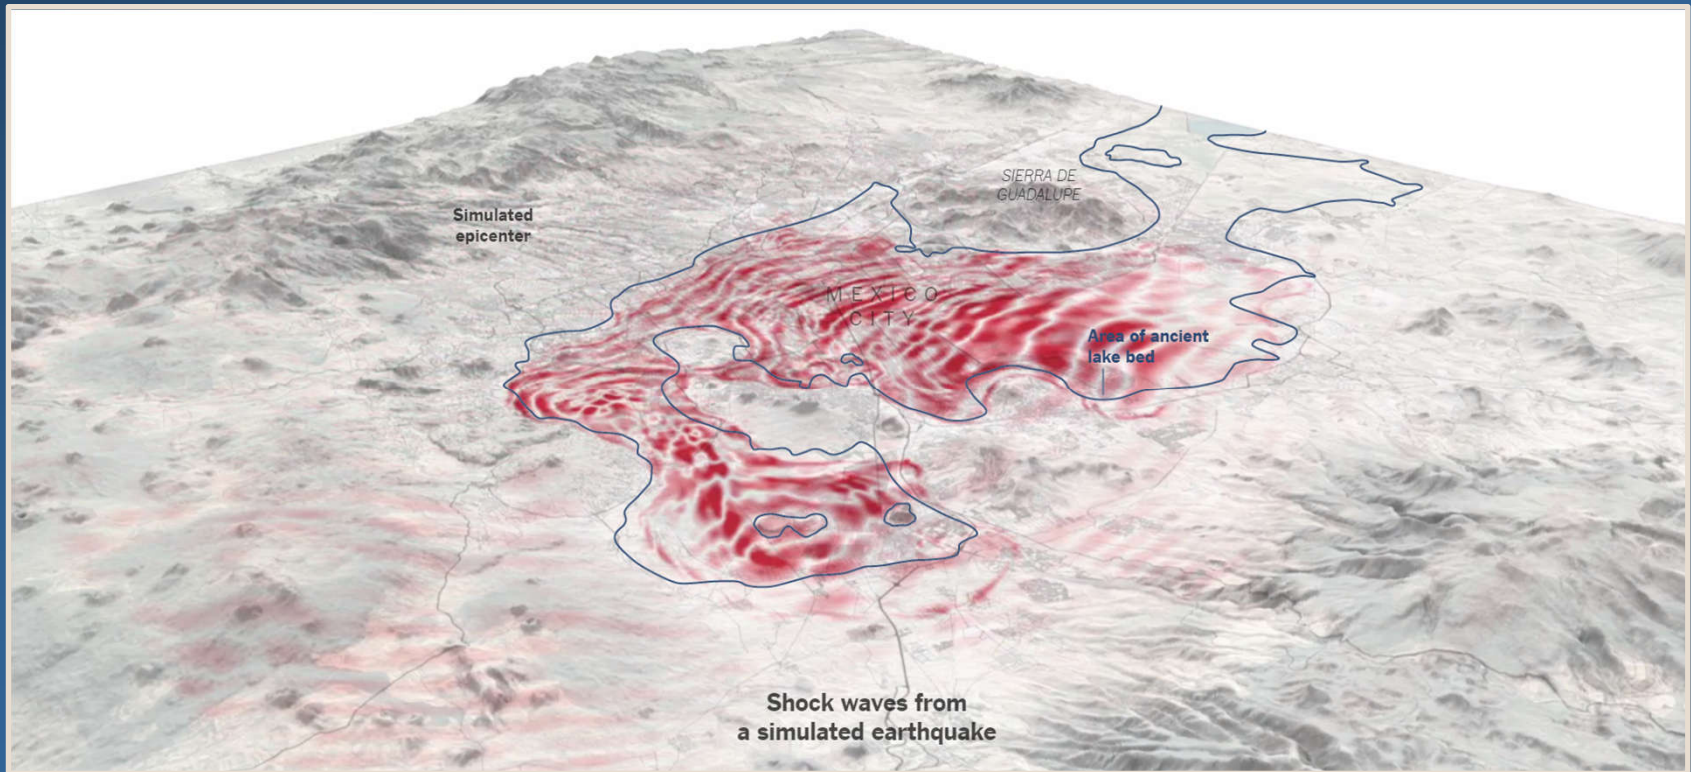 SIERRA DE
GUADALUPE
Simulated
epicenter
MEXICO
CITY
Area of ancient
lake bed
Shock waves from
a simulated earthquake